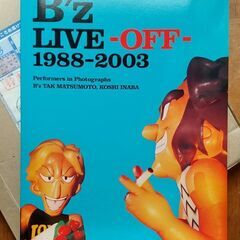 B'z
LIVE -OFF-
1988-2003
Performers in Photographs
B'z TAK MATSUMOTO, KOSHI INABA